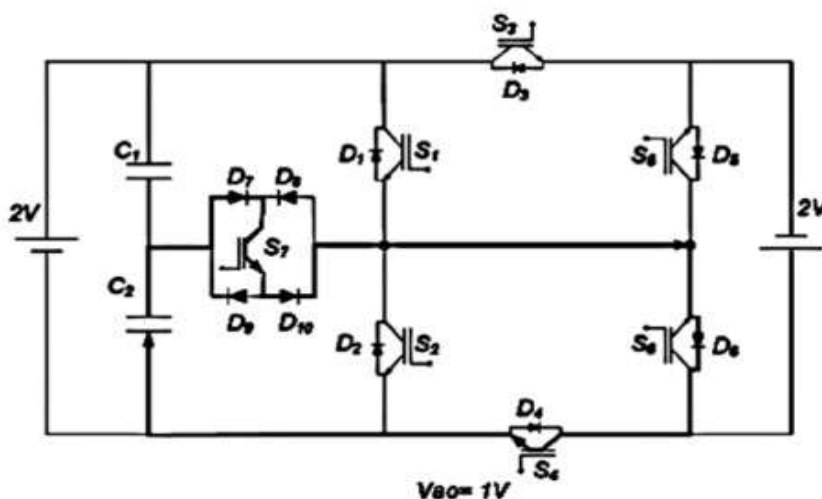 S₃
D₃
C₁
D₁
S₁
S₅
D₅
D₇
D₈
2V
S₇
2V
C₂
D₉
D₁₀
D₂
S₂
S₆
D₆
D₄
S₄
VBO= 1V